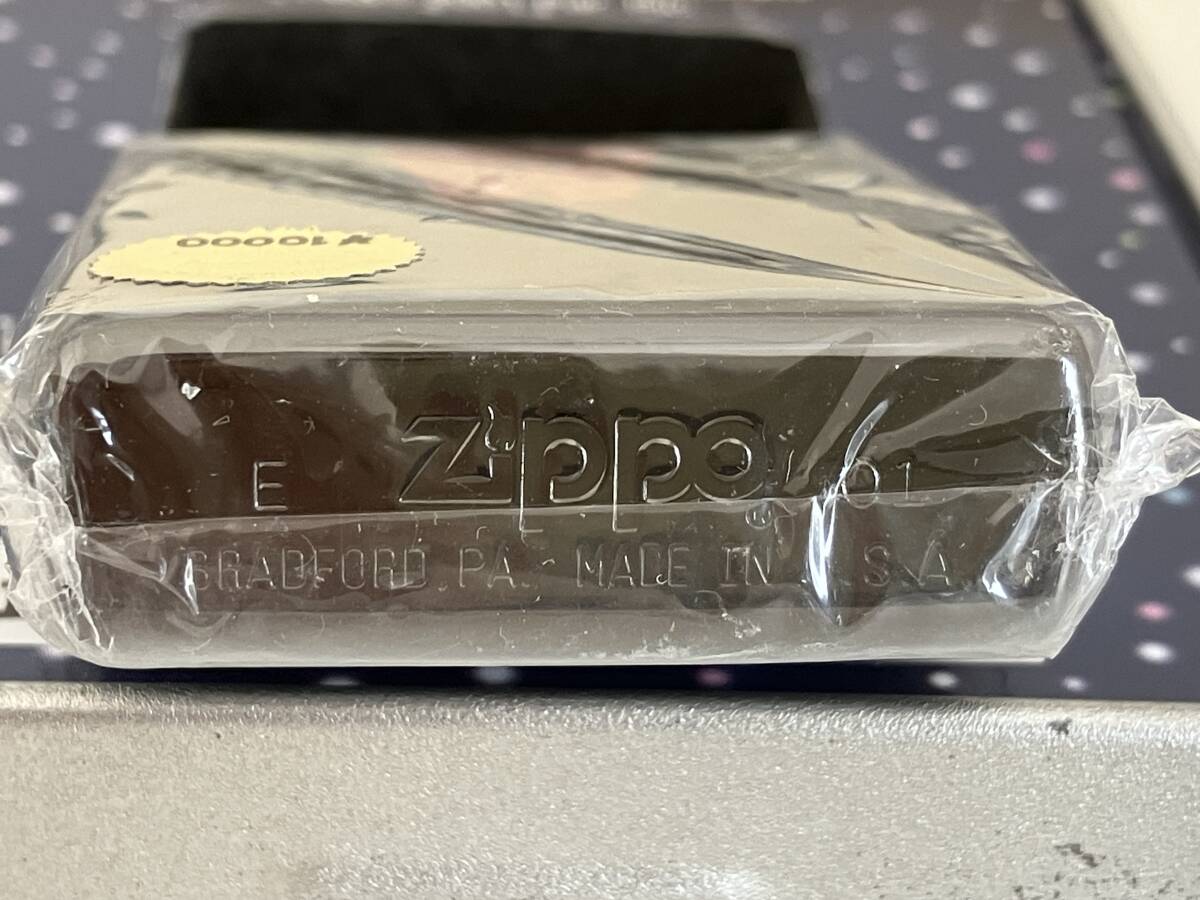 ¥10000
E zippo ® 01
BRADFORD PA. MADE IN U.S.A.